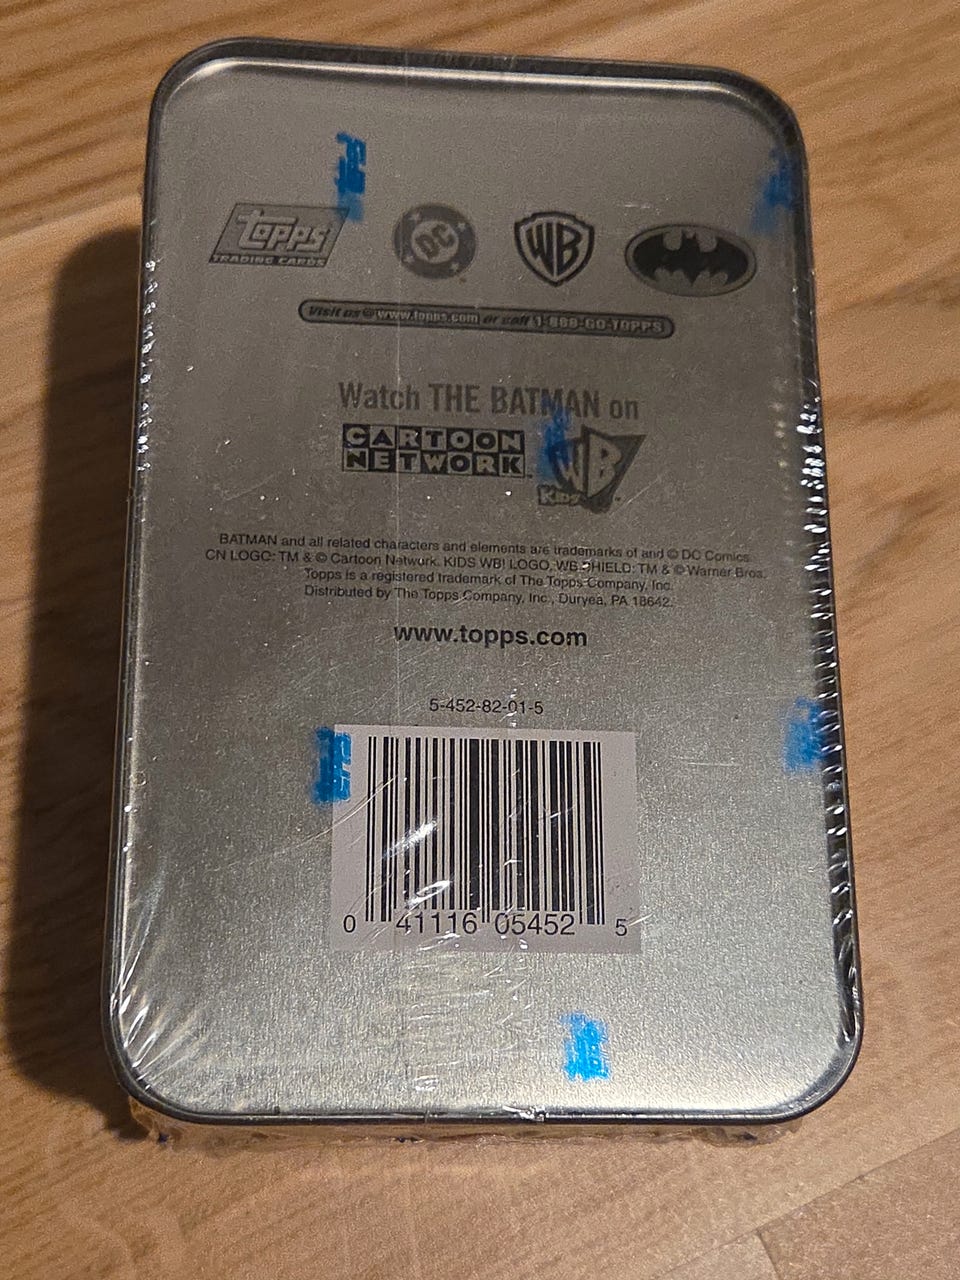 Topps
TRADING CARDS
DC
WB
Visit us @ www.topps.com or call 1-888-GO-TOPPS
Watch THE BATMAN on
CARTOON
NETWORK
WB
Kids
BATMAN and all related characters and elements are trademarks of and © DC Comics.
CN LOGO: TM & © Cartoon Network. KIDS WB! LOGO, WB SHIELD: TM & © Warner Bros.
Topps is a registered trademark of The Topps Company, Inc.
Distributed by The Topps Company, Inc., Duryea, PA 18642.
www.topps.com
5-452-82-01-5
0 41116 05452 5